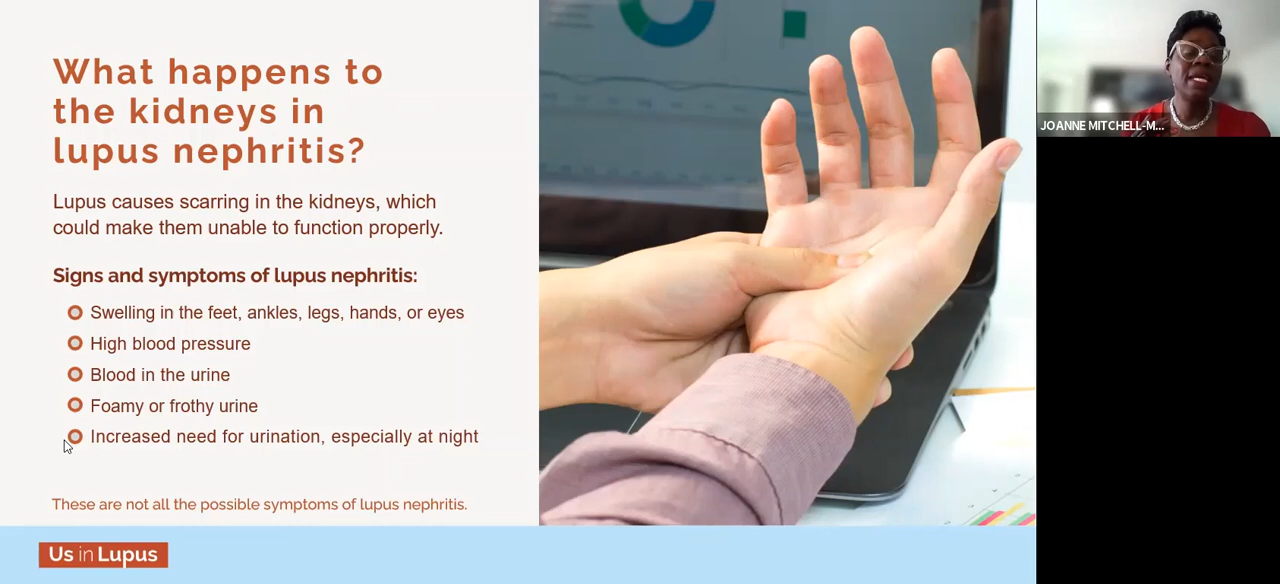 What happens to
the kidneys in
lupus nephritis?
Lupus causes scarring in the kidneys, which
could make them unable to function properly.
Signs and symptoms of lupus nephritis:
Swelling in the feet, ankles, legs, hands, or eyes
High blood pressure
Blood in the urine
Foamy or frothy urine
Increased need for urination, especially at night
These are not all the possible symptoms of lupus nephritis.
Us in Lupus
JOANNE MITCHELL-M...